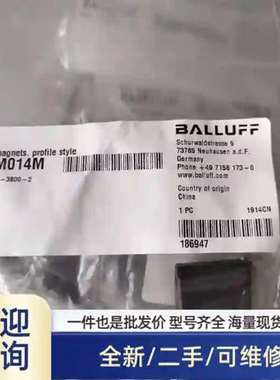 magnets, profile style
M014M
-3800-2
BALLUFF
Schurwaldstrasse 9
73765 Neuhausen a.d.F.
Germany
Phone +49 7158 173-0
www.balluff.com
Country of origin
China
1 PC
1914CN
186947
迎
询
一件也是批发价 型号齐全 海量现货
全新/二手/可维修